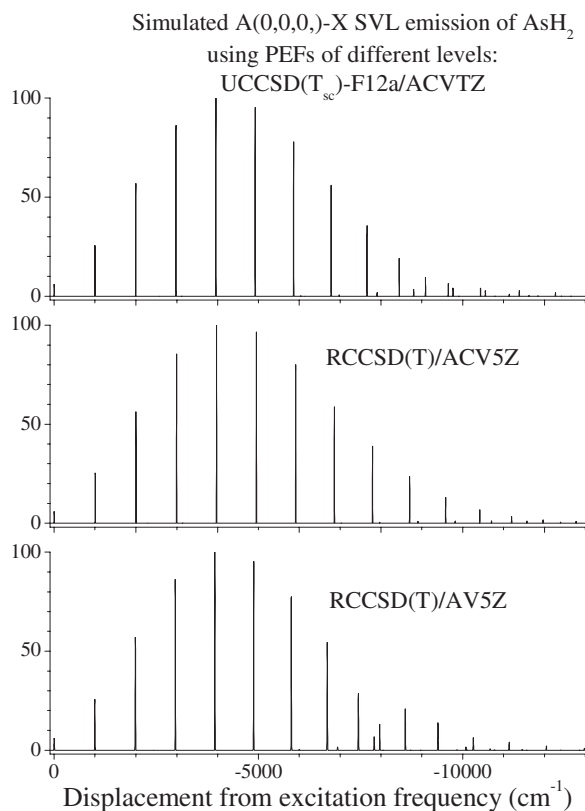 Simulated A(0,0,0,)-X SVL emission of AsH2
using PEFs of different levels:
UCCSD(Tsc)-F12a/ACVTZ
100
50
0
RCCSD(T)/ACV5Z
100
50
0
RCCSD(T)/AV5Z
100
50
0
0 -5000 -10000
Displacement from excitation frequency (cm-1)